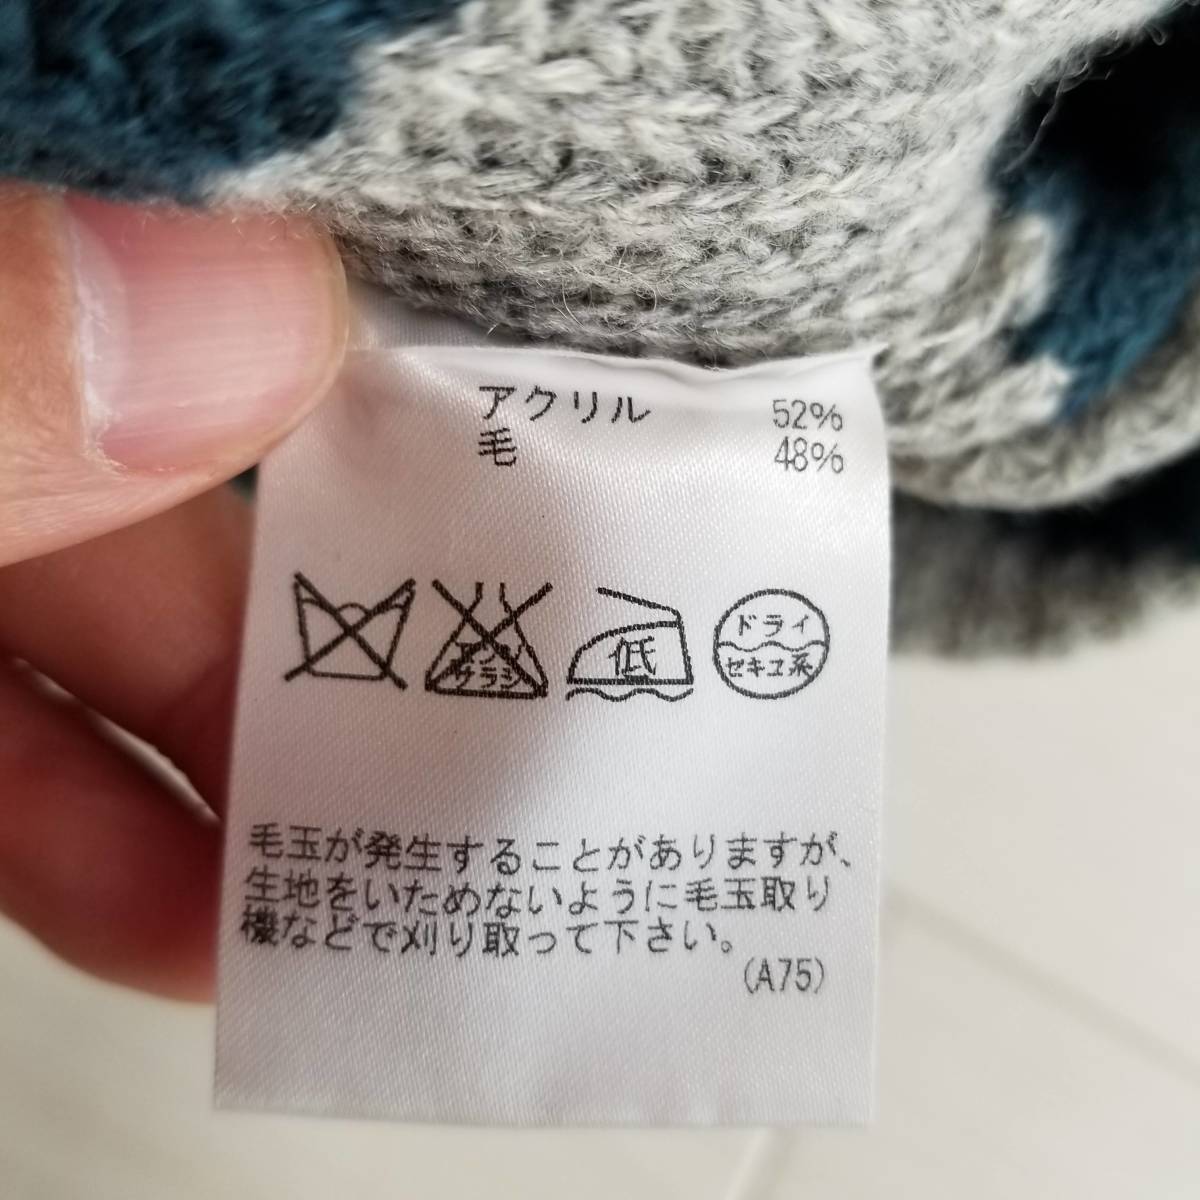 アクリル 52%
毛 48%
エンソ
サラシ
低
ドライ
セキユ系
毛玉が発生することがありますが、
生地をいためないように毛玉取り
機などで刈り取って下さい。
(A75)